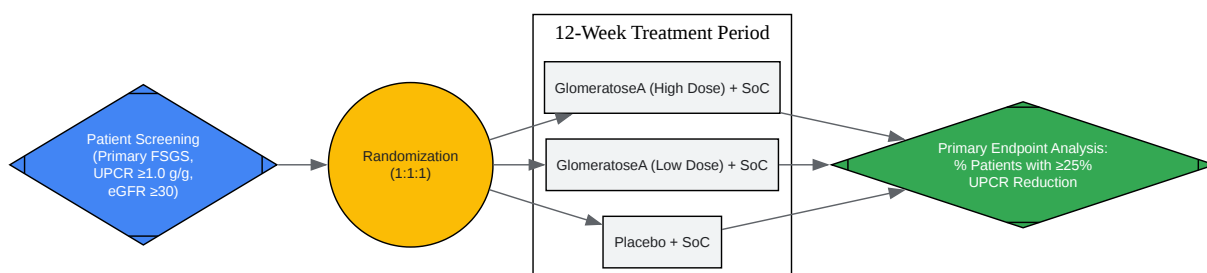 Patient Screening
(Primary FSGS,
UPCR ≥1.0 g/g,
eGFR ≥30)
Randomization
(1:1:1)
12-Week Treatment Period
GlomeratoseA (High Dose) + SoC
GlomeratoseA (Low Dose) + SoC
Placebo + SoC
Primary Endpoint Analysis:
% Patients with ≥25%
UPCR Reduction